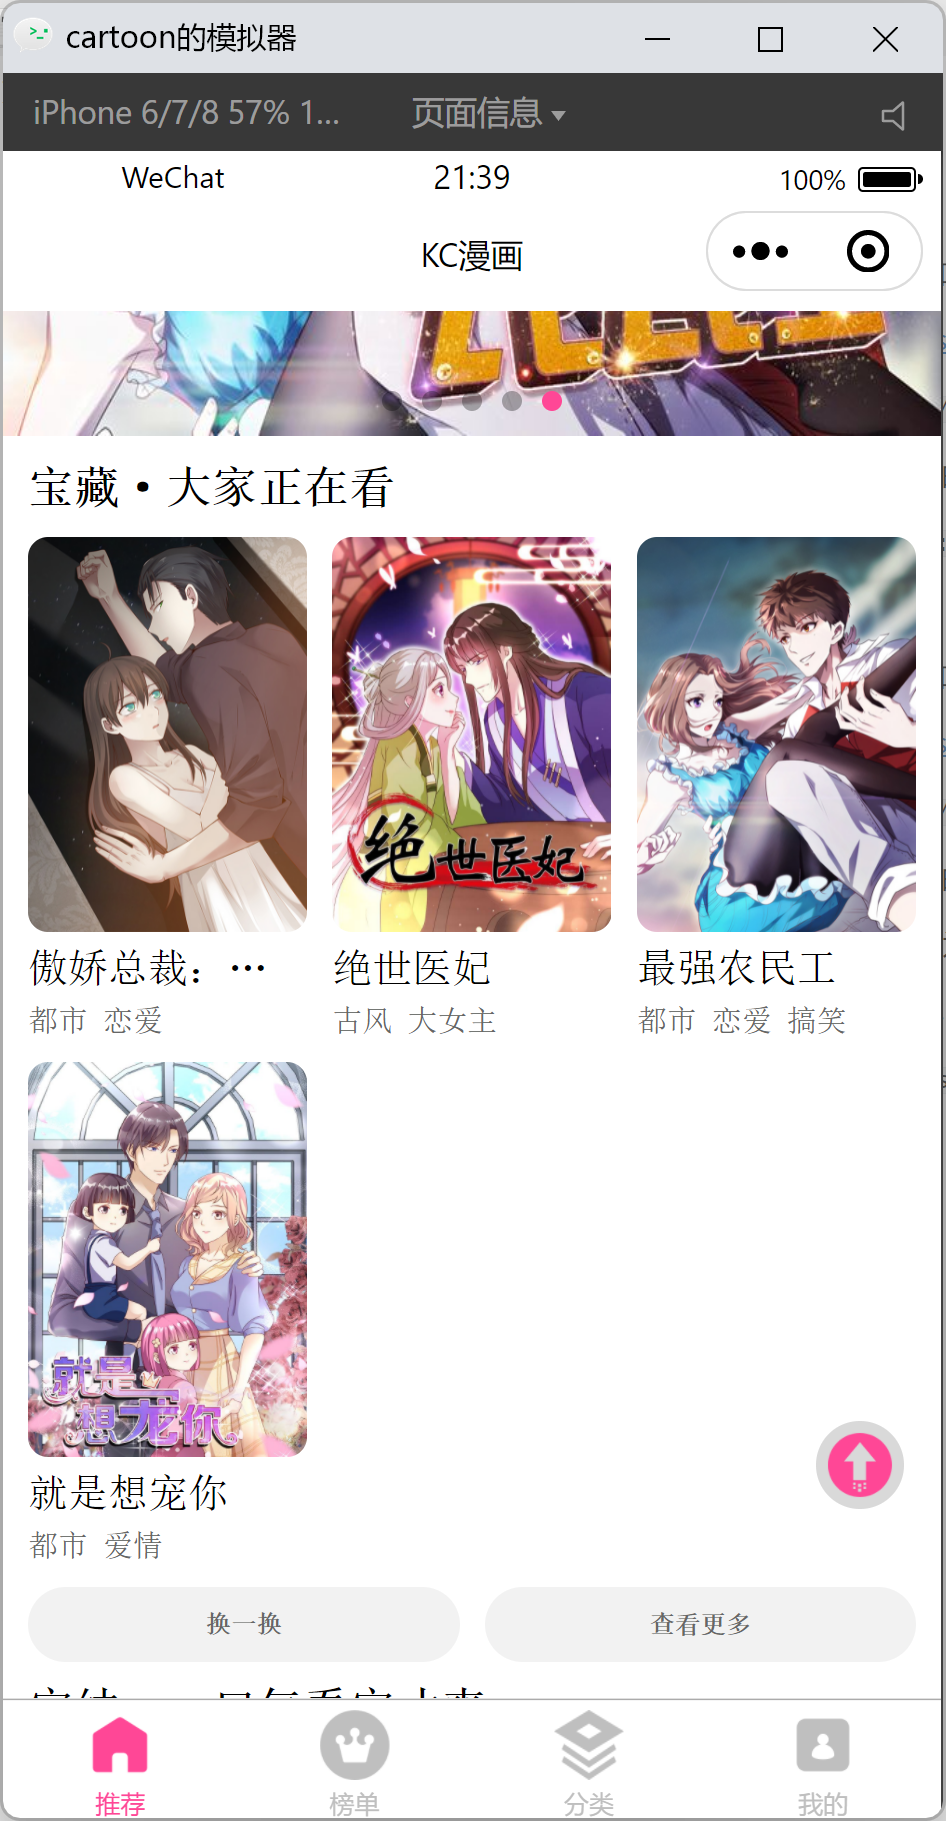 cartoon的模拟器
iPhone 6/7/8 57% 1...
页面信息
WeChat
21:39
100%
KC漫画
宝藏·大家正在看
绝世医妃
傲娇总裁：…
绝世医妃
最强农民工
都市 恋爱
古风 大女主
都市 恋爱 搞笑
就是
想宠你
就是想宠你
都市 爱情
换一换
查看更多
推荐
榜单
分类
我的